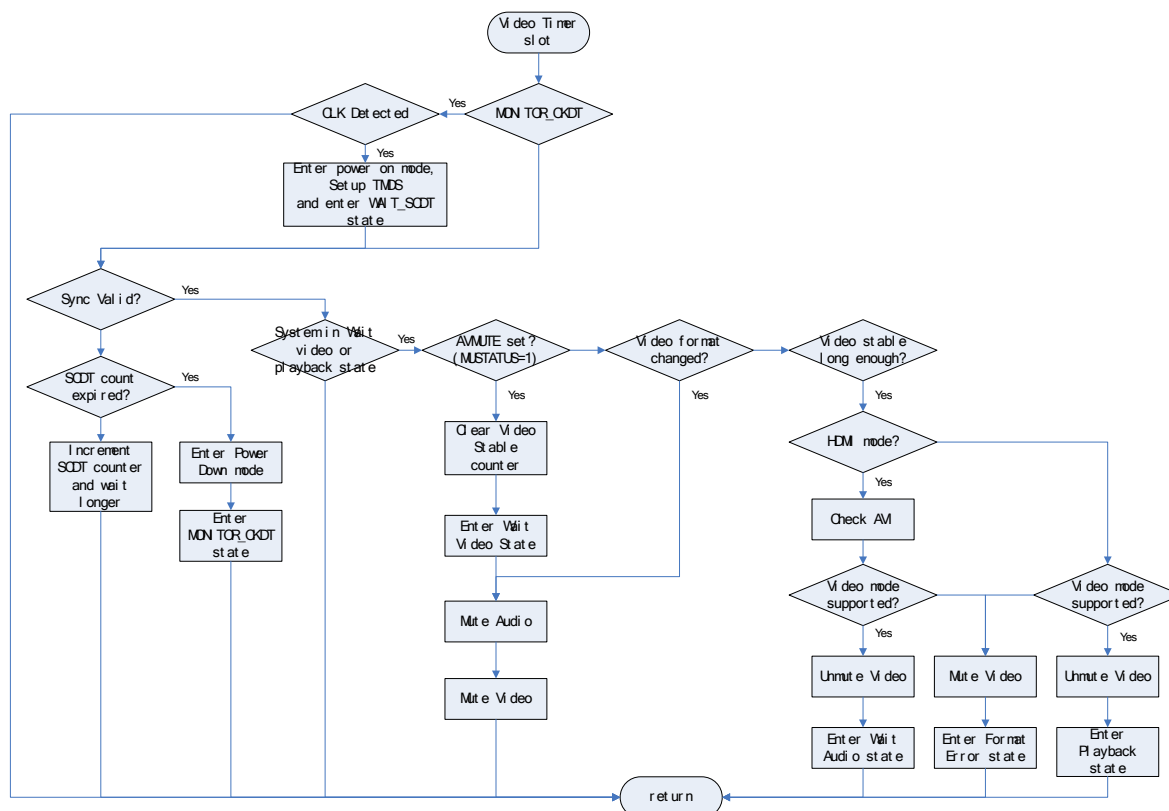 Video Timer
slot
CLK Detected
Yes
MONITOR_CKDT
Yes
Enter power on mode,
Setup TMDS
and enter WAIT_SCDT
state
Sync Valid?
Yes
System in Wait
video or
playback state
Yes
AVMUTE set?
(MUSTATUS=1)
Video format
changed?
Video stable
long enough?
SCDT count
expired?
Yes
Yes
Yes
Yes
Increment
SCDT counter
and wait
longer
Enter Power
Down mode
Clear Video
Stable
counter
HDMI mode?
Yes
Enter
MONITOR_CKDT
state
Enter Wait
Video State
Check AVI
Mute Audio
Video mode
supported?
Video mode
supported?
Yes
Yes
Mute Video
Unmute Video
Mute Video
Unmute Video
Enter Wait
Audio state
Enter Format
Error state
Enter
Playback
state
return